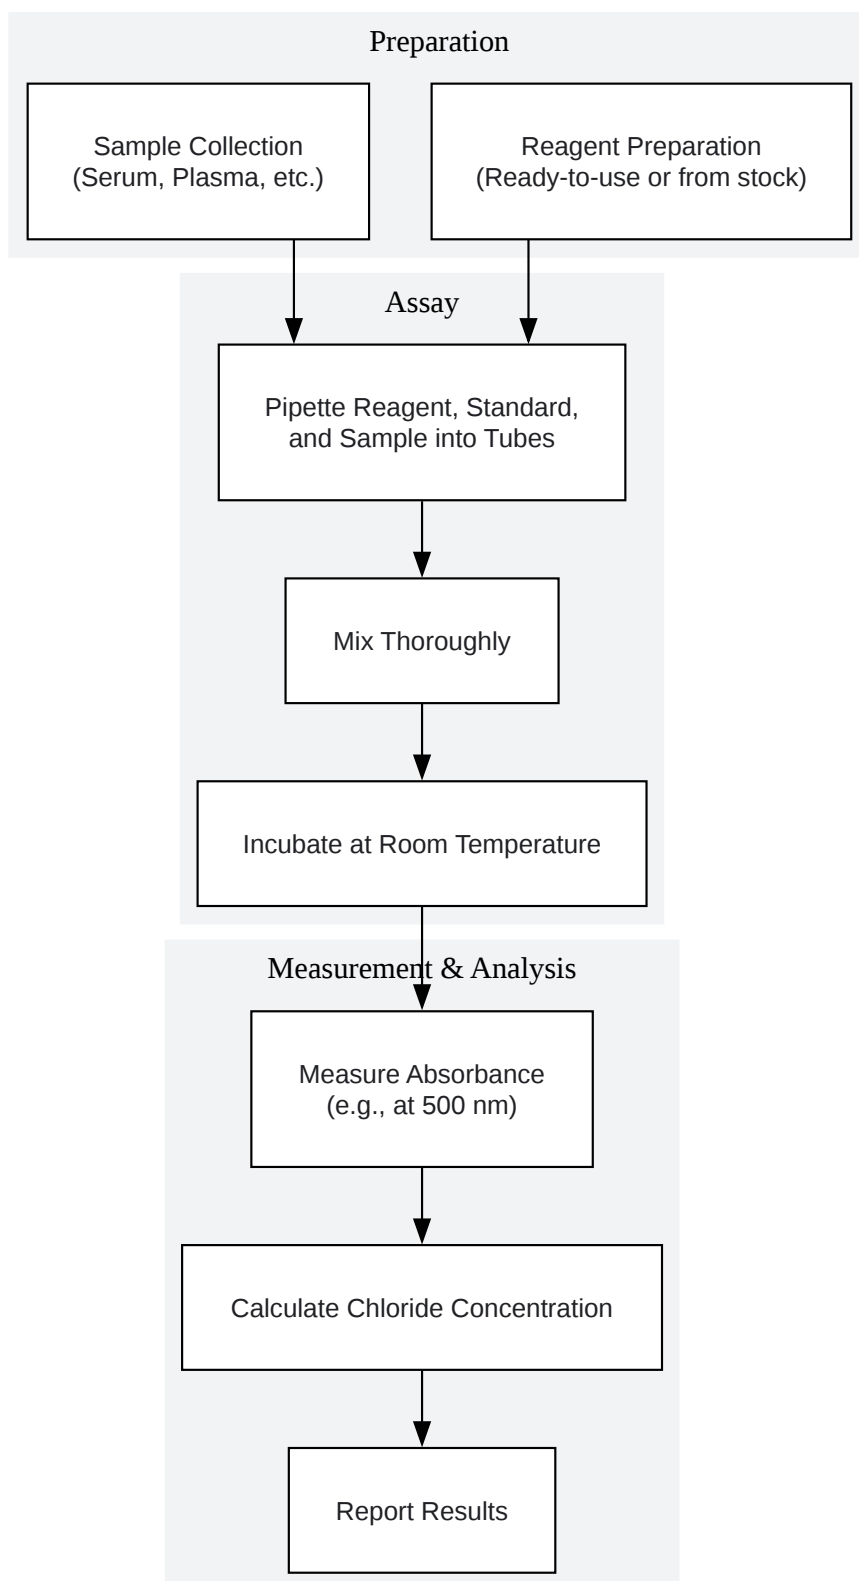 Preparation
Sample Collection
(Serum, Plasma, etc.)
Reagent Preparation
(Ready-to-use or from stock)
Assay
Pipette Reagent, Standard,
and Sample into Tubes
Mix Thoroughly
Incubate at Room Temperature
Measurement & Analysis
Measure Absorbance
(e.g., at 500 nm)
Calculate Chloride Concentration
Report Results